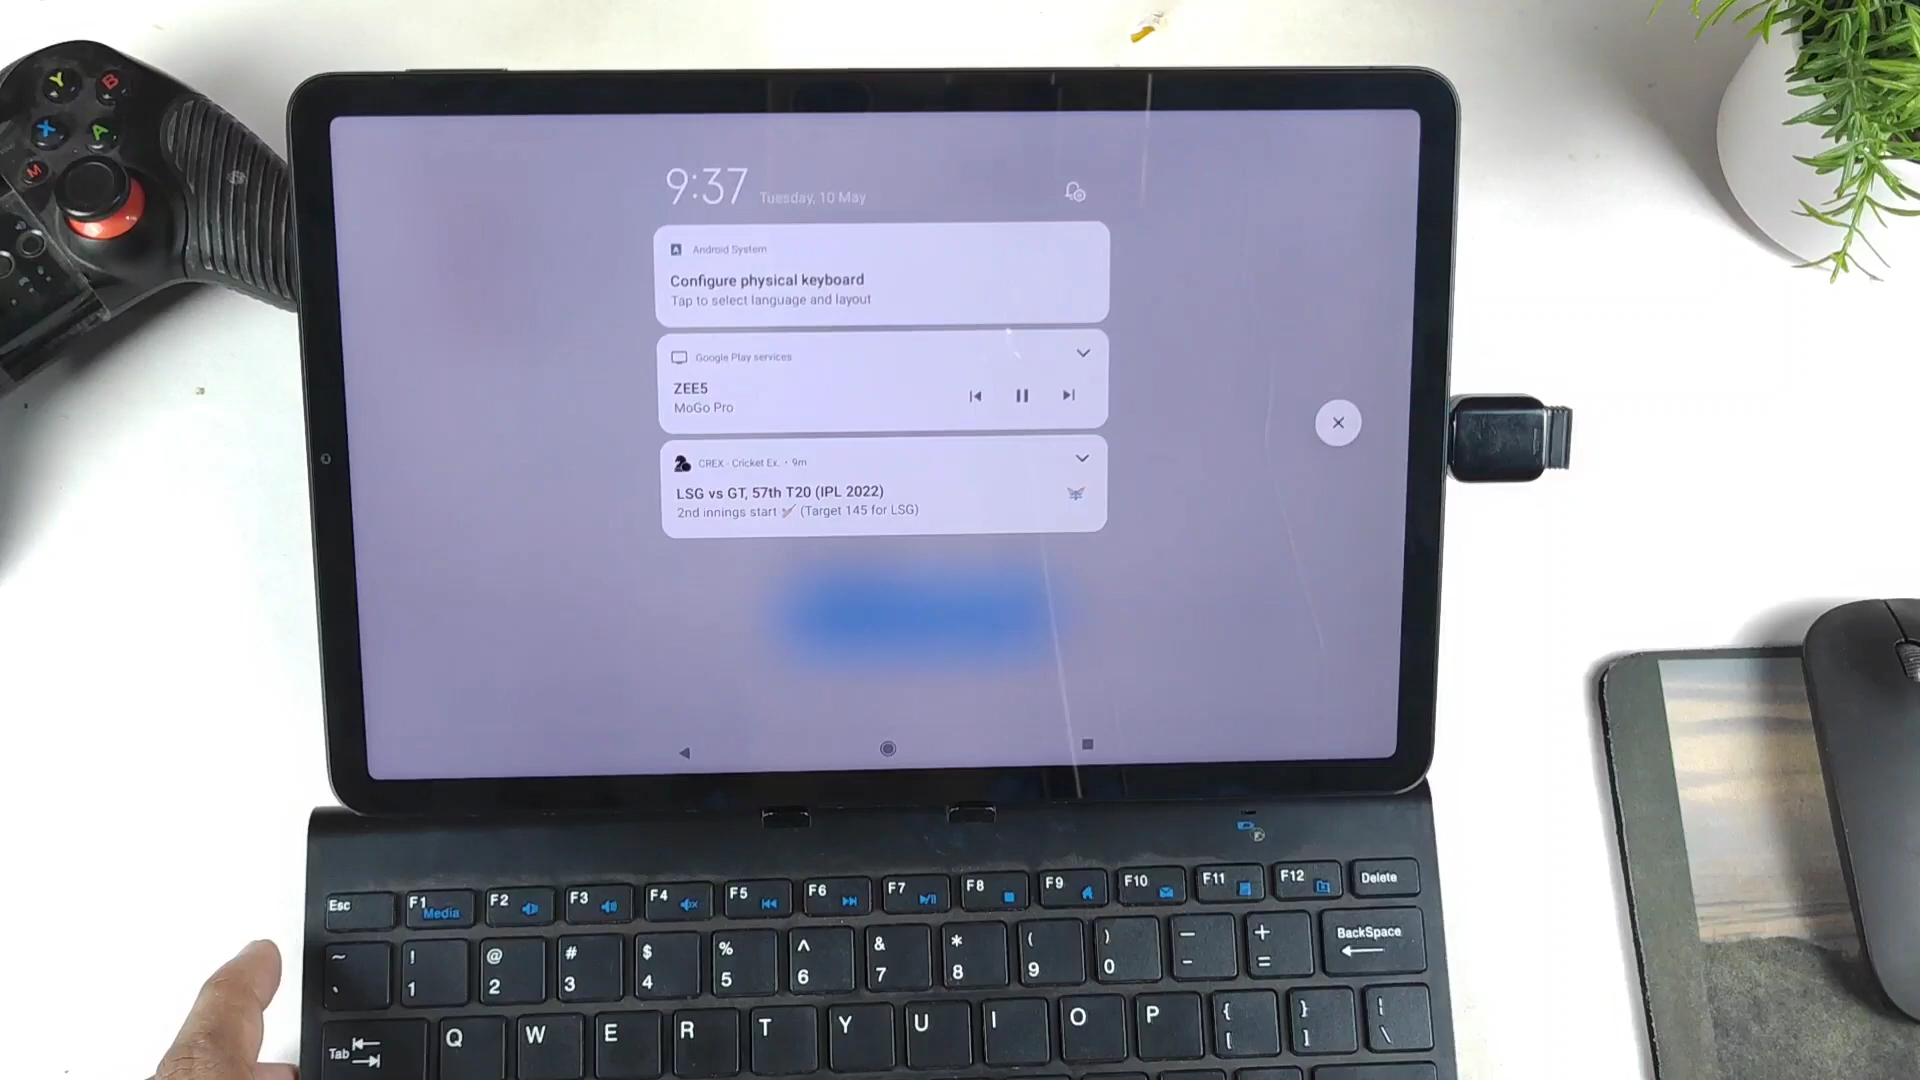 Y
B
X
A
M
9:37 Tuesday, 10 May
Android System
Configure physical keyboard
Tap to select language and layout
Google Play services
ZEE5
MoGo Pro
CREX - Cricket Ex. • 9m
LSG vs GT, 57th T20 (IPL 2022)
2nd innings start (Target 145 for LSG)
Esc F1 Media F2 F3 F4 F5 F6 F7 F8 F9 F10 F11 F12 Delete
~ ! @ # $ % ^ & * ( ) — + BackSpace
` 1 2 3 4 5 6 7 8 9 0 - =
Tab Q W E R T Y U I O P { } |
[ ] \